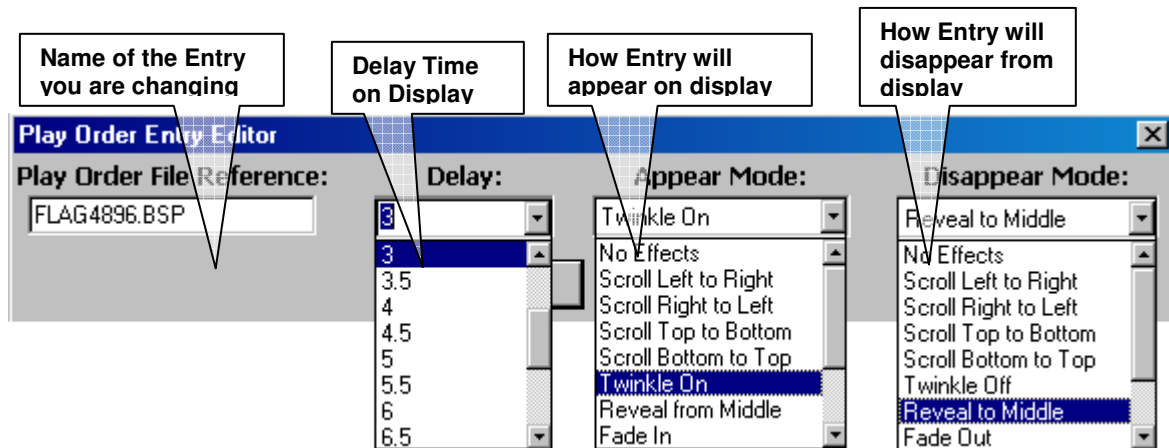 Name of the Entry
you are changing
Delay Time
on Display
How Entry will
appear on display
How Entry will
disappear from
display
Play Order Entry Editor
Play Order File Reference:
Delay:
Appear Mode:
Disappear Mode:
FLAG4896.BSP
3
Twinkle On
Reveal to Middle
3
3.5
4
4.5
5
5.5
6
6.5
No Effects
Scroll Left to Right
Scroll Right to Left
Scroll Top to Bottom
Scroll Bottom to Top
Twinkle On
Reveal from Middle
Fade In
No Effects
Scroll Left to Right
Scroll Right to Left
Scroll Top to Bottom
Scroll Bottom to Top
Twinkle Off
Reveal to Middle
Fade Out